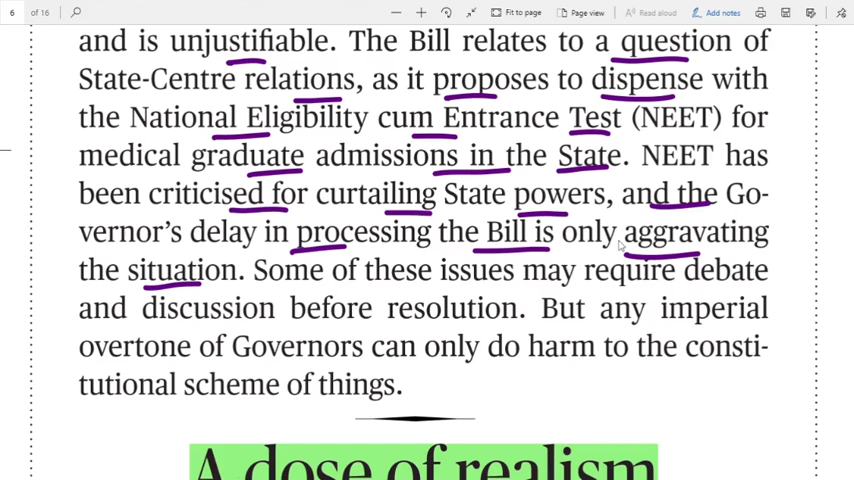 6 of 16 Fit to page Page view Read aloud Add notes
and is unjustifiable. The Bill relates to a question of
State-Centre relations, as it proposes to dispense with
the National Eligibility cum Entrance Test (NEET) for
medical graduate admissions in the State. NEET has
been criticised for curtailing State powers, and the Go-
vernor's delay in processing the Bill is only aggravating
the situation. Some of these issues may require debate
and discussion before resolution. But any imperial
overtone of Governors can only do harm to the consti-
tutional scheme of things.
A dose of realism